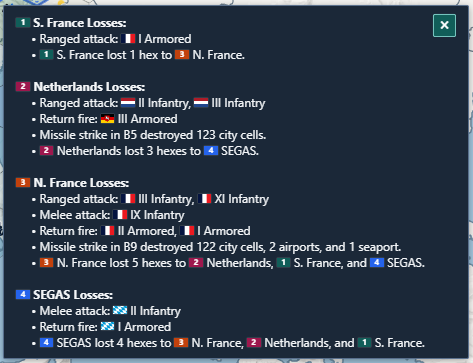 1 S. France Losses:
• Ranged attack: I Armored
• 1 S. France lost 1 hex to 3 N. France.
2 Netherlands Losses:
• Ranged attack: II Infantry, III Infantry
• Return fire: III Armored
• Missile strike in B5 destroyed 123 city cells.
• 2 Netherlands lost 3 hexes to 4 SEGAS.
3 N. France Losses:
• Ranged attack: III Infantry, XI Infantry
• Melee attack: IX Infantry
• Return fire: II Armored, I Armored
• Missile strike in B9 destroyed 122 city cells, 2 airports, and 1 seaport.
• 3 N. France lost 5 hexes to 2 Netherlands, 1 S. France, and 4 SEGAS.
4 SEGAS Losses:
• Melee attack: II Infantry
• Return fire: I Armored
• 4 SEGAS lost 4 hexes to 3 N. France, 2 Netherlands, and 1 S. France.